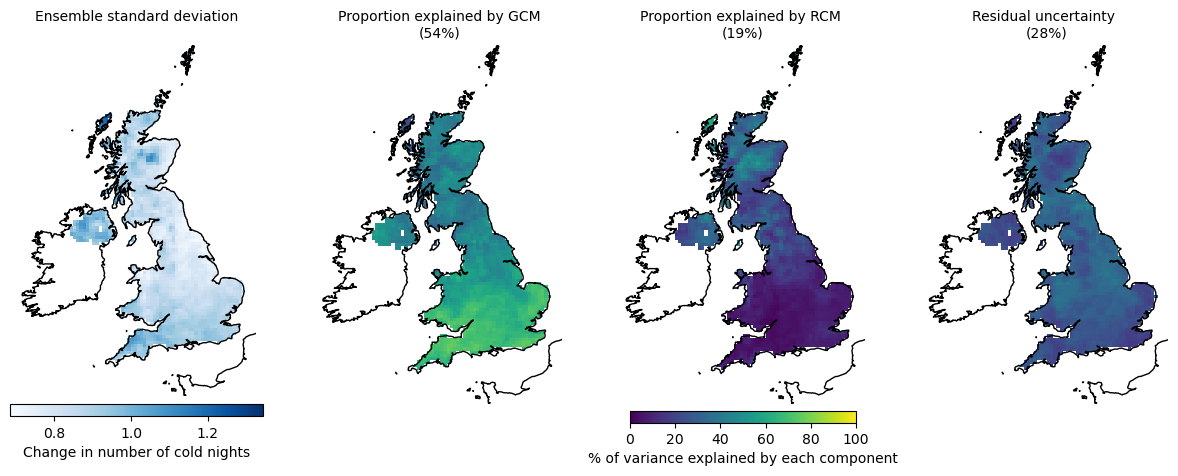 Ensemble standard deviation
Proportion explained by GCM
(54%)
Proportion explained by RCM
(19%)
Residual uncertainty
(28%)
0.8 1.0 1.2
Change in number of cold nights
0 20 40 60 80 100
% of variance explained by each component